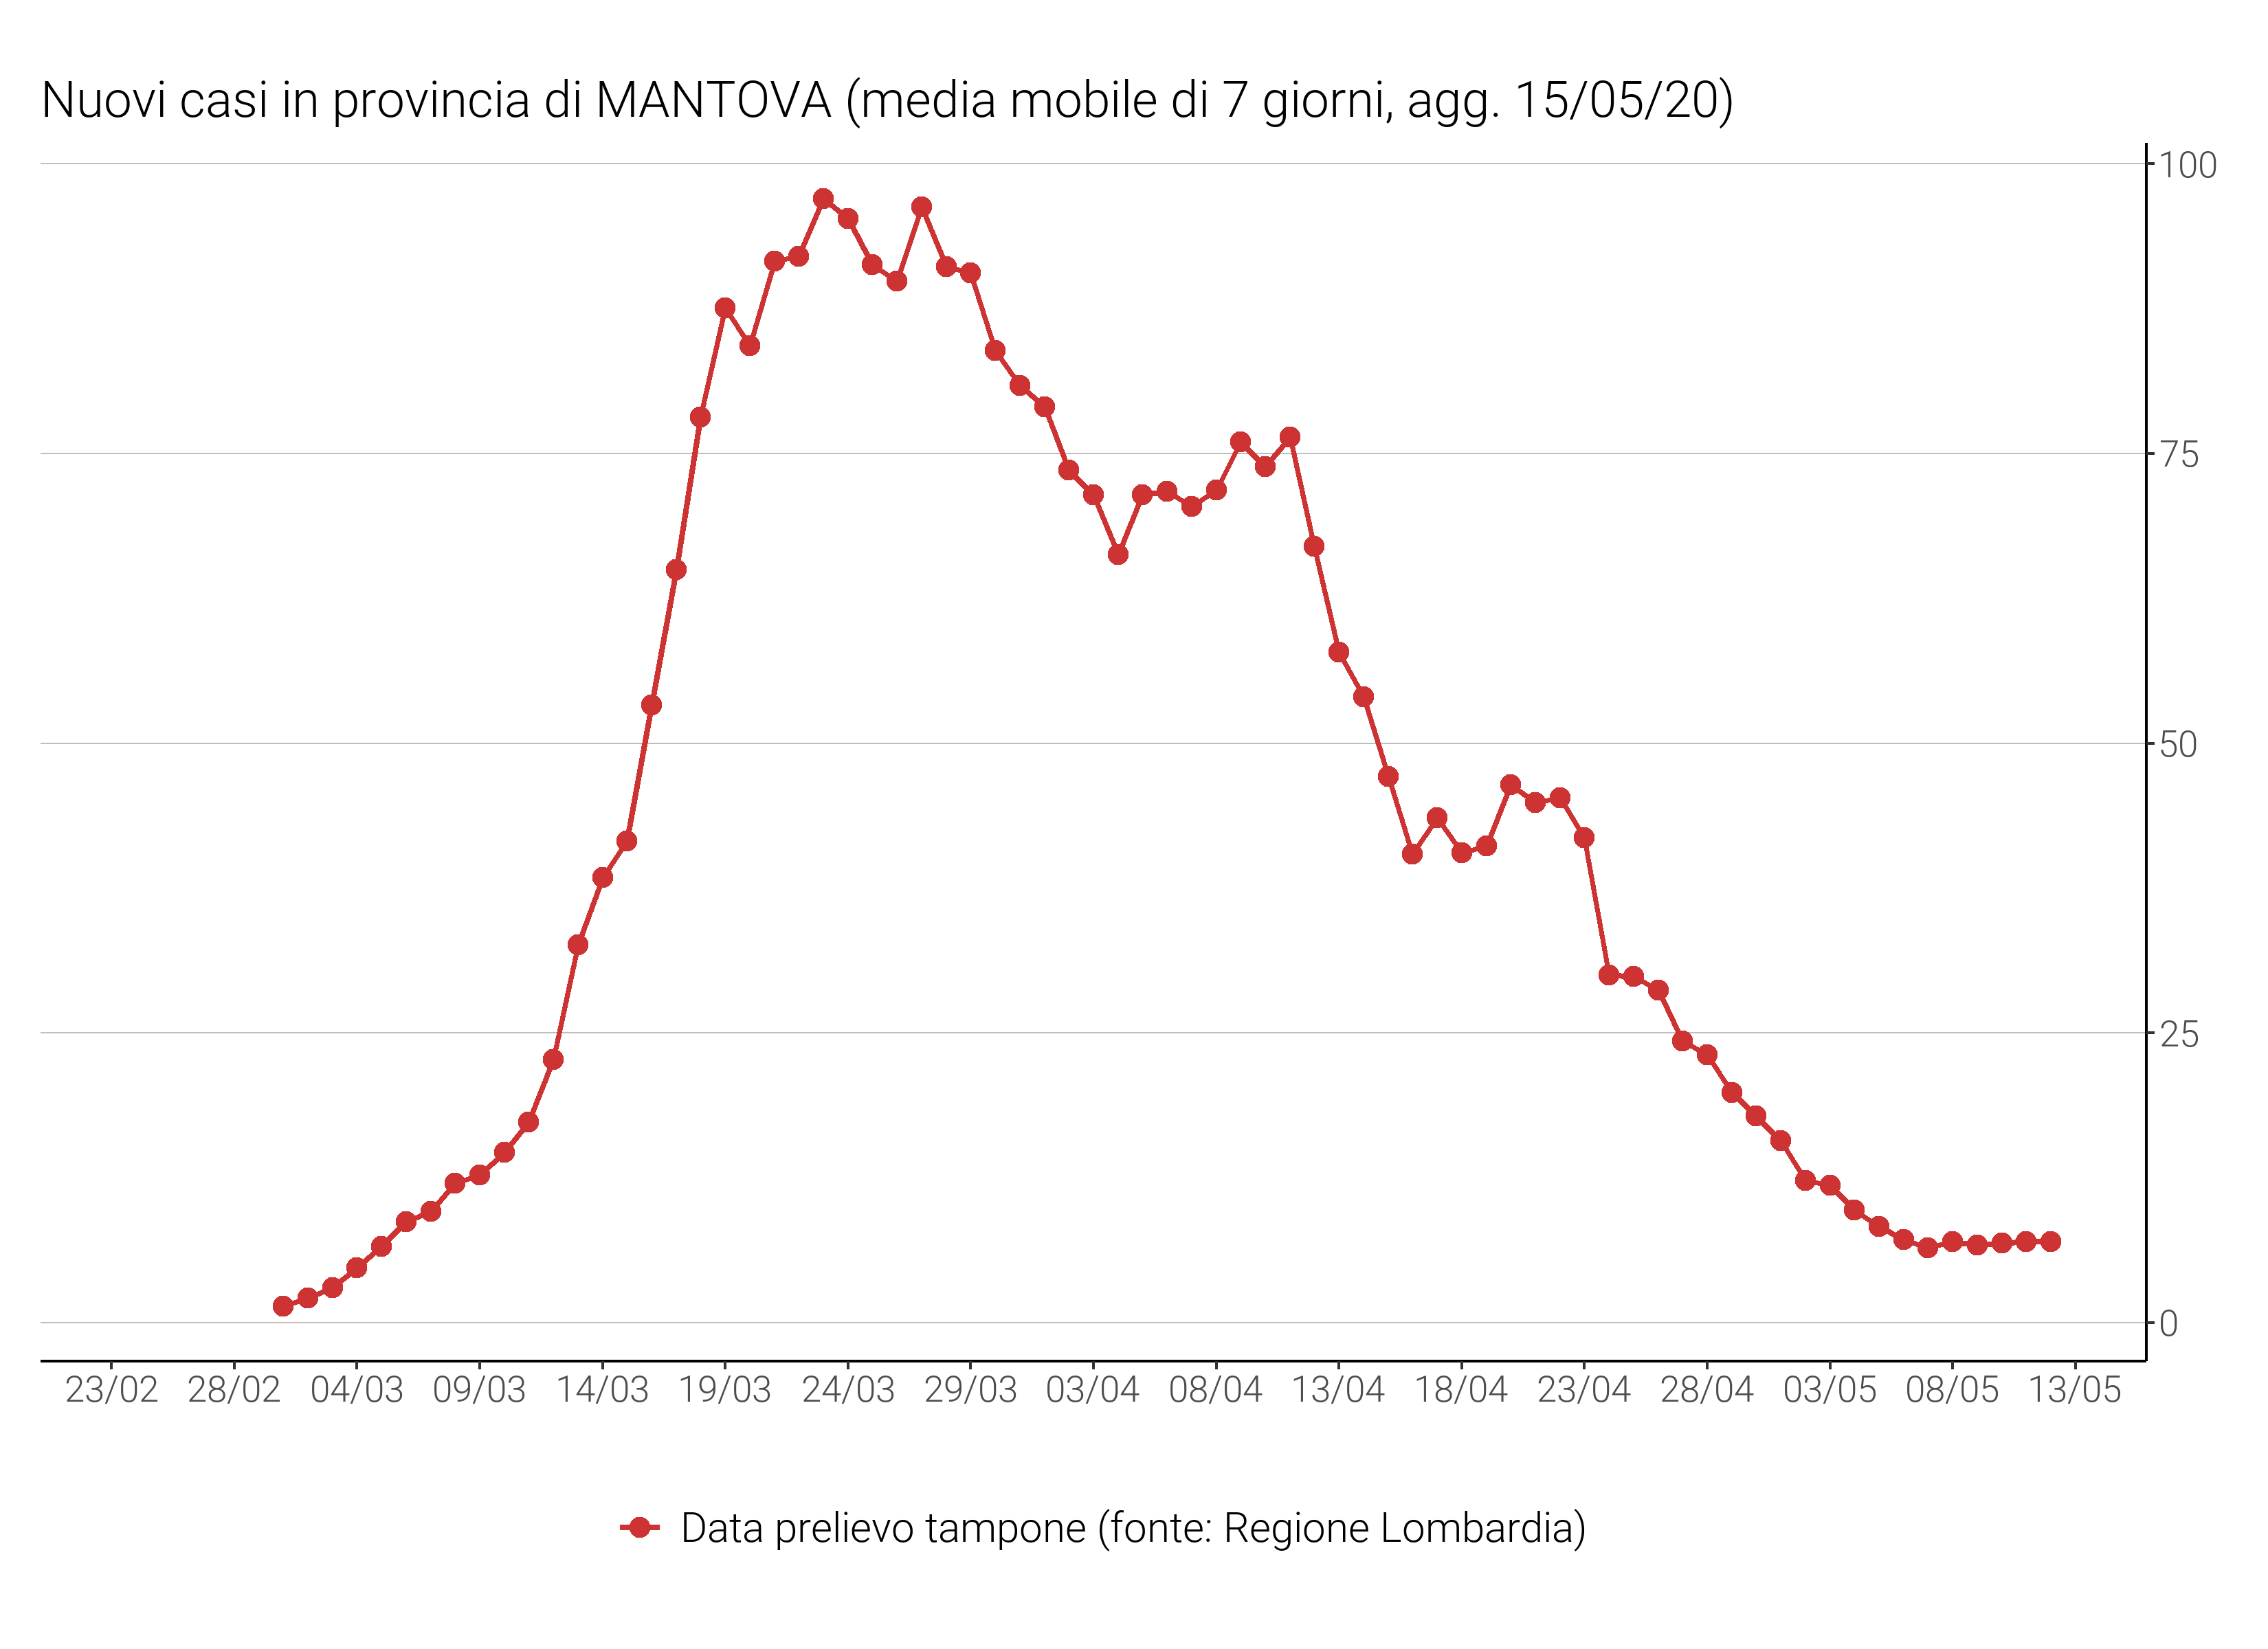 Nuovi casi in provincia di MANTOVA (media mobile di 7 giorni, agg. 15/05/20)
100
75
50
25
0
23/02 28/02 04/03 09/03 14/03 19/03 24/03 29/03 03/04 08/04 13/04 18/04 23/04 28/04 03/05 08/05 13/05
Data prelievo tampone (fonte: Regione Lombardia)